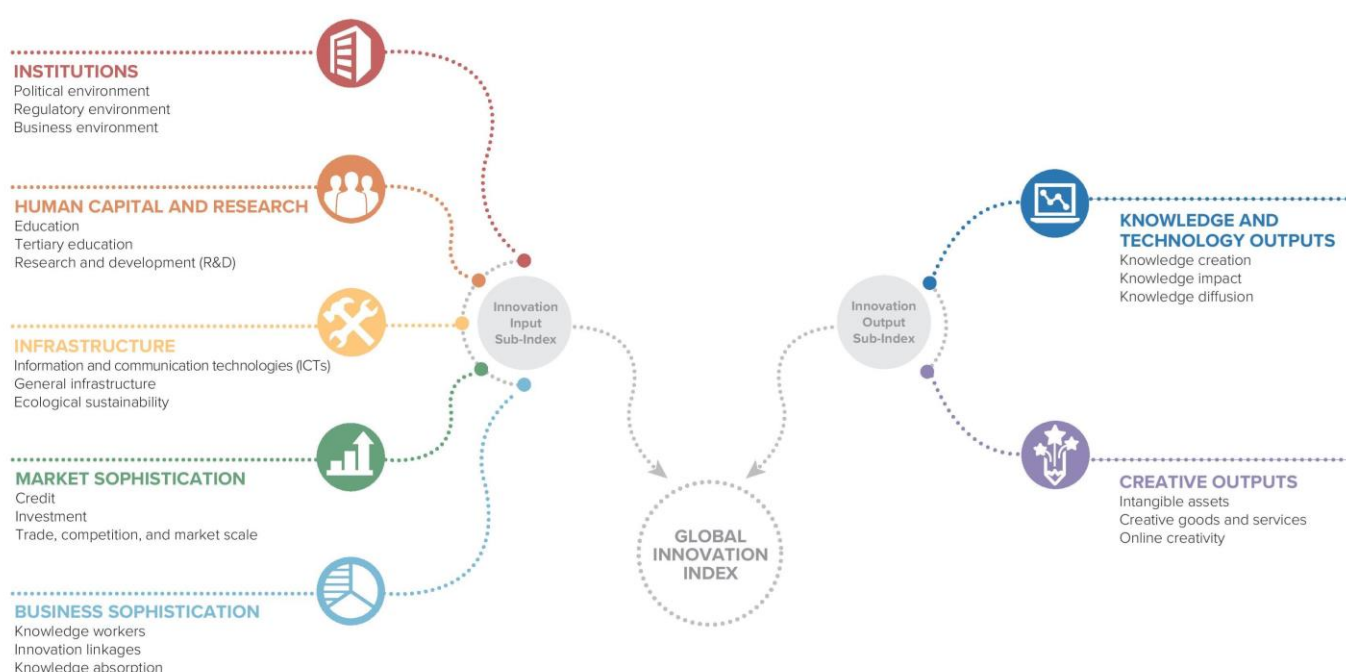 INSTITUTIONS
Political environment
Regulatory environment
Business environment
HUMAN CAPITAL AND RESEARCH
Education
Tertiary education
Research and development (R&D)
INFRASTRUCTURE
Information and communication technologies (ICTs)
General infrastructure
Ecological sustainability
MARKET SOPHISTICATION
Credit
Investment
Trade, competition, and market scale
BUSINESS SOPHISTICATION
Knowledge workers
Innovation linkages
Knowledge absorption
Innovation
Input
Sub-Index
GLOBAL
INNOVATION
INDEX
Innovation
Output
Sub-Index
KNOWLEDGE AND
TECHNOLOGY OUTPUTS
Knowledge creation
Knowledge impact
Knowledge diffusion
CREATIVE OUTPUTS
Intangible assets
Creative goods and services
Online creativity